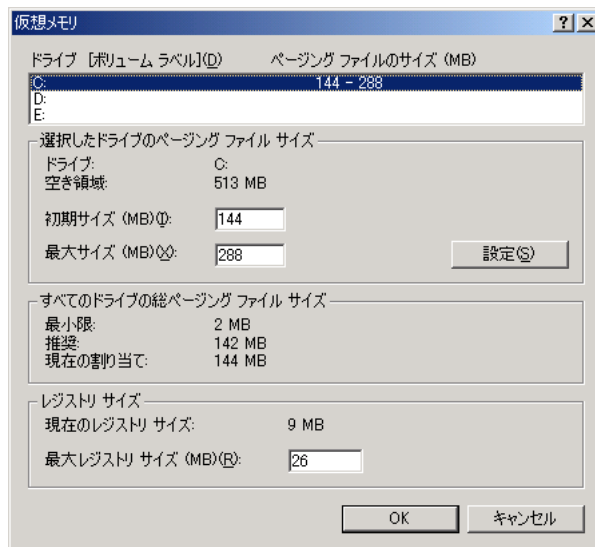 仮想メモリ
ドライブ [ボリューム ラベル](D) ページング ファイルのサイズ (MB)
C: 144 - 288
D:
E:
選択したドライブのページング ファイル サイズ
ドライブ: C:
空き領域: 513 MB
初期サイズ (MB)(I): 144
最大サイズ (MB)(X): 288
設定(S)
すべてのドライブの総ページング ファイル サイズ
最小限: 2 MB
推奨: 142 MB
現在の割り当て: 144 MB
レジストリ サイズ
現在のレジストリ サイズ: 9 MB
最大レジストリ サイズ (MB)(R): 26
OK キャンセル